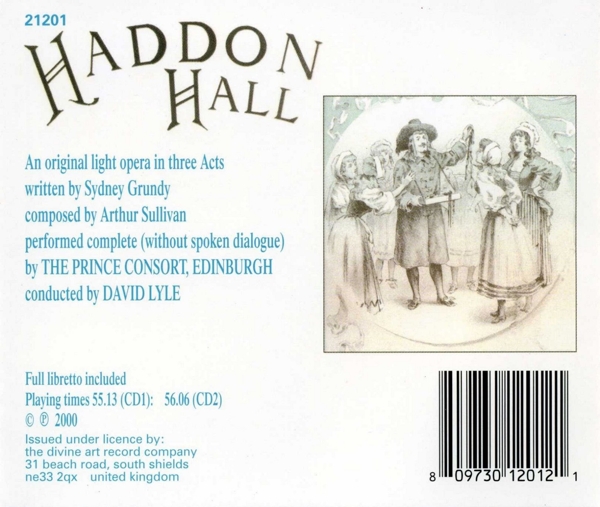 21201
HADDON
HALL
An original light opera in three Acts
written by Sydney Grundy
composed by Arthur Sullivan
performed complete (without spoken dialogue)
by THE PRINCE CONSORT, EDINBURGH
conducted by DAVID LYLE
Full libretto included
Playing times 55.13 (CD1): 56.06 (CD2)
© ℗ 2000
Issued under licence by:
the divine art record company
31 beach road, south shields
ne33 2qx united kingdom
8 09730 12012 1